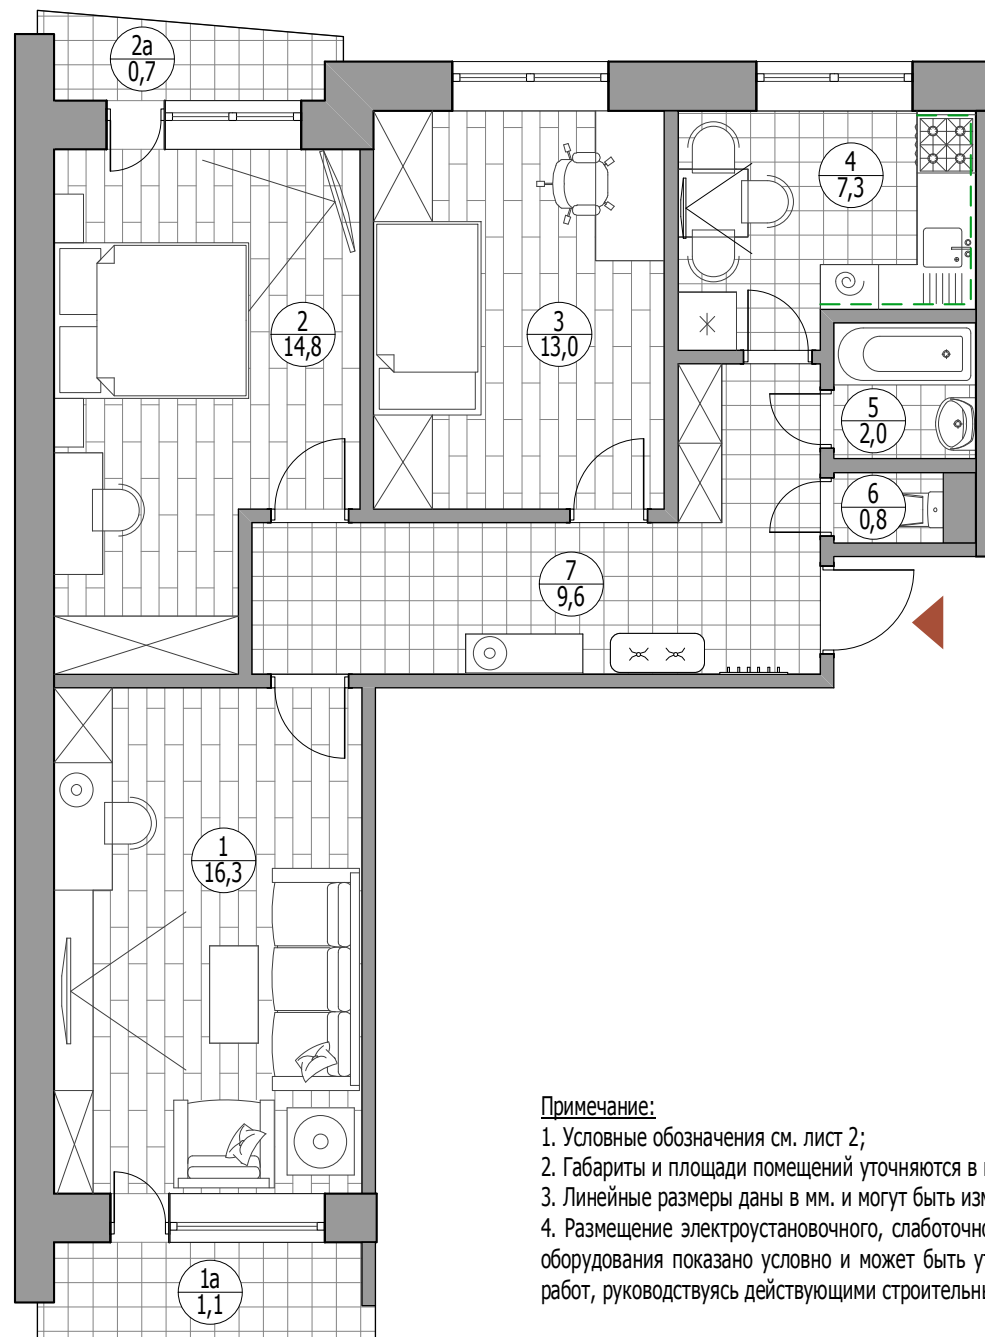 2а
0,7
4
7,3
2
14,8
3
13,0
5
2,0
6
0,8
7
9,6
1
16,3
1а
1,1
Примечание:
1. Условные обозначения см. лист 2;
2. Габариты и площади помещений уточняются в
3. Линейные размеры даны в мм. и могут быть
4. Размещение электроустановочного,
оборудования показано условно и может быть
работ, руководствуясь действующими